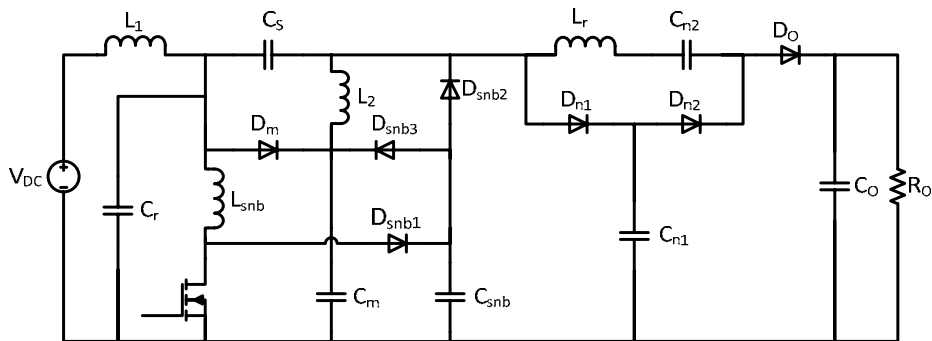 L1
CS
Lr
Cn2
DO
L2
Dsnb2
Dn1
Dn2
Dm
Dsnb3
VDC
+
−
Cr
Lsnb
Dsnb1
Cm
Csnb
Cn1
CO
RO